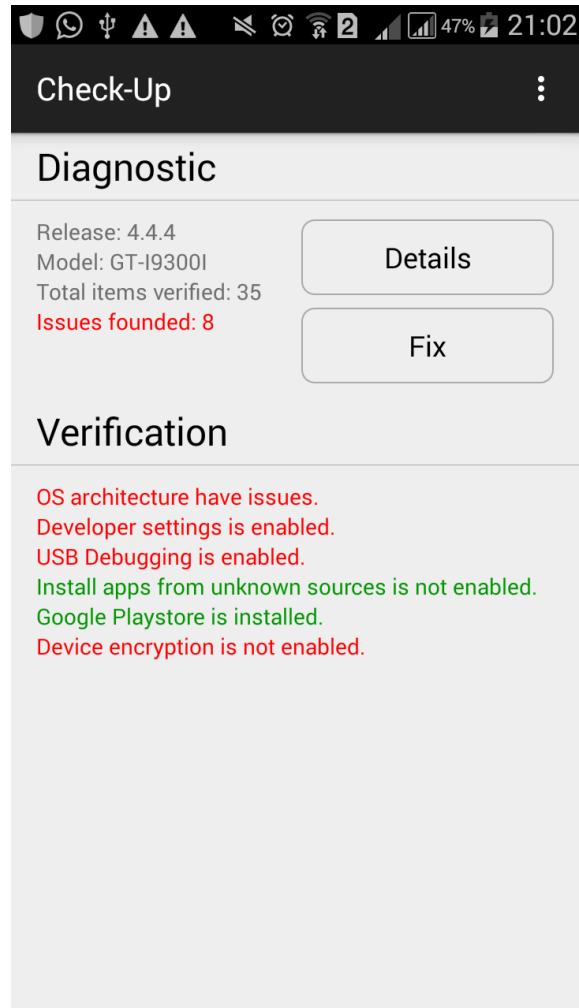 2 47% 21:02
Check-Up
Diagnostic
Release: 4.4.4
Model: GT-I9300I
Total items verified: 35
Issues founded: 8
Details
Fix
Verification
OS architecture have issues.
Developer settings is enabled.
USB Debugging is enabled.
Install apps from unknown sources is not enabled.
Google Playstore is installed.
Device encryption is not enabled.